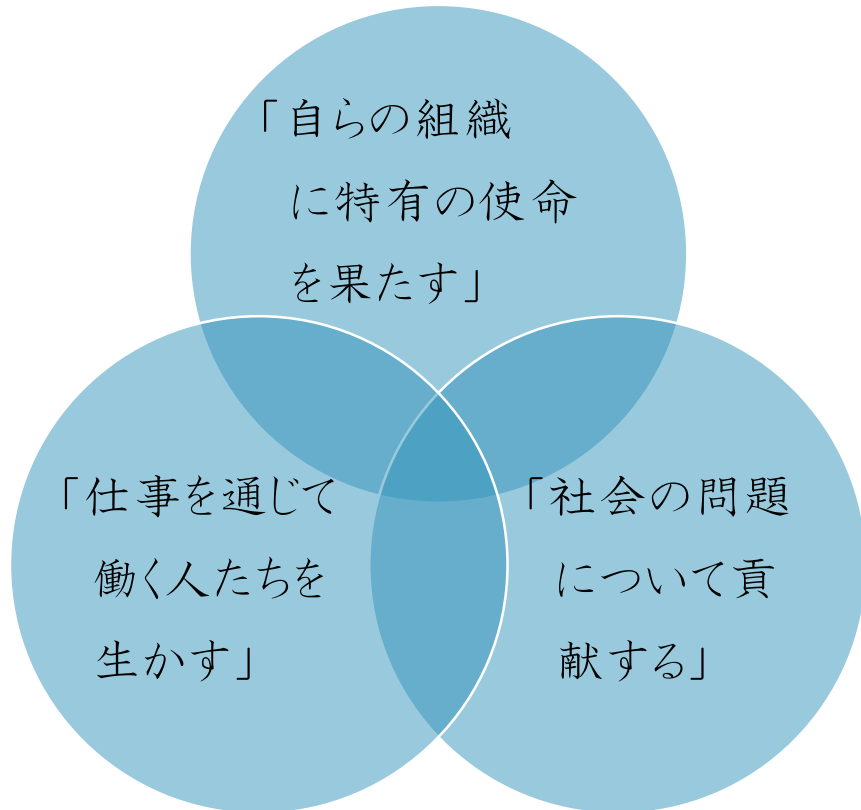 「自らの組織
に特有の使命
を果たす」
「仕事を通じて
働く人たちを
生かす」
「社会の問題
について貢
献する」